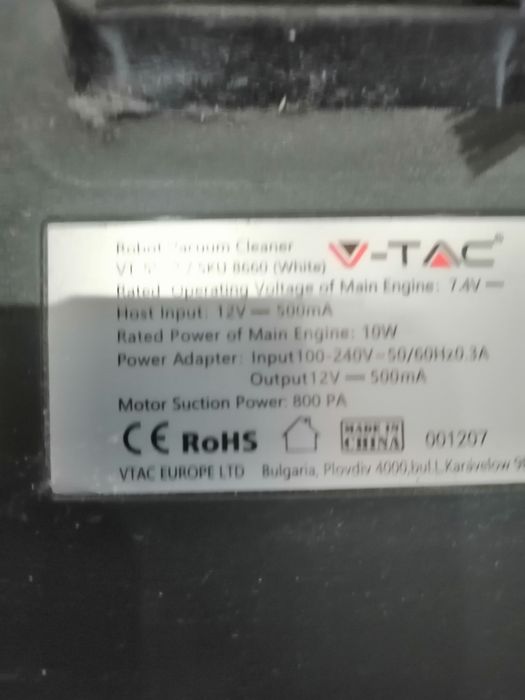 Robot Vacuum Cleaner
V-TAC®
SKU 8660 (White)
Rated Operating Voltage of Main Engine: 7.4V ⎓
Host Input: 12V ⎓ 500mA
Rated Power of Main Engine: 10W
Power Adapter: Input100-240V~50/60Hz0.3A
Output12V ⎓ 500mA
Motor Suction Power: 800 PA
CE RoHS
MADE IN
CHINA
001207
VTAC EUROPE LTD Bulgaria, Plovdiv 4000,bul.L.Karavelow